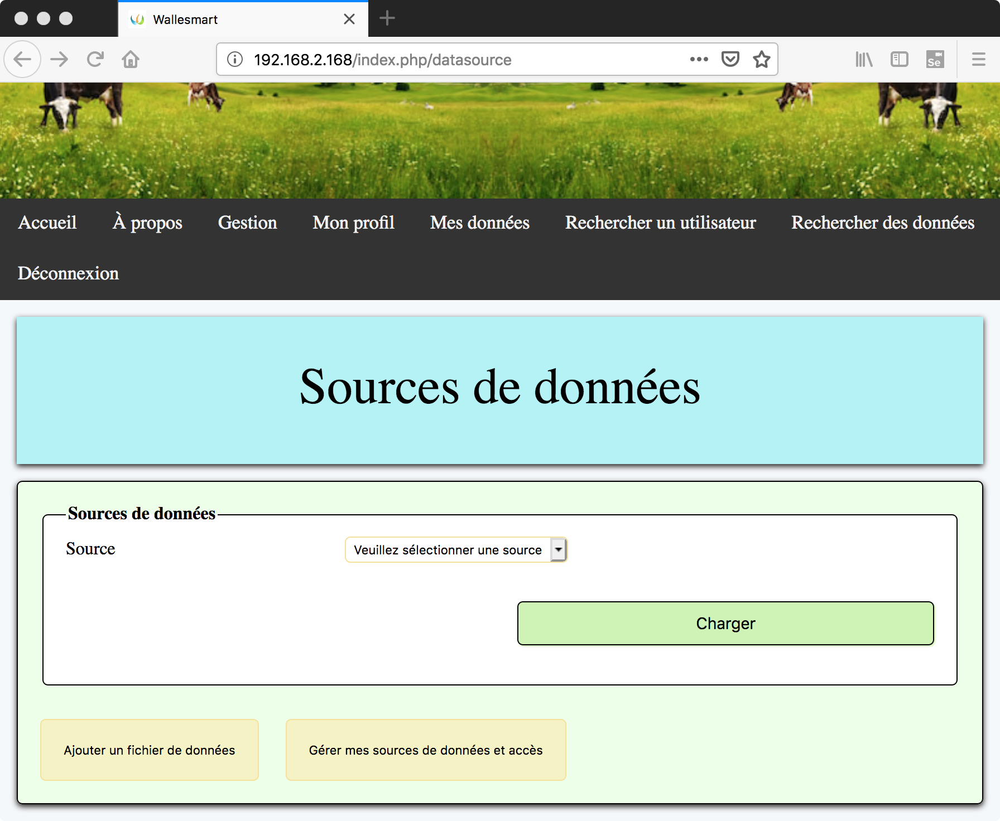 Wallesmart
192.168.2.168/index.php/datasource
Se
Accueil À propos Gestion Mon profil Mes données Rechercher un utilisateur Rechercher des données
Déconnexion
Sources de données
Sources de données
Source Veuillez sélectionner une source
Charger
Ajouter un fichier de données Gérer mes sources de données et accès